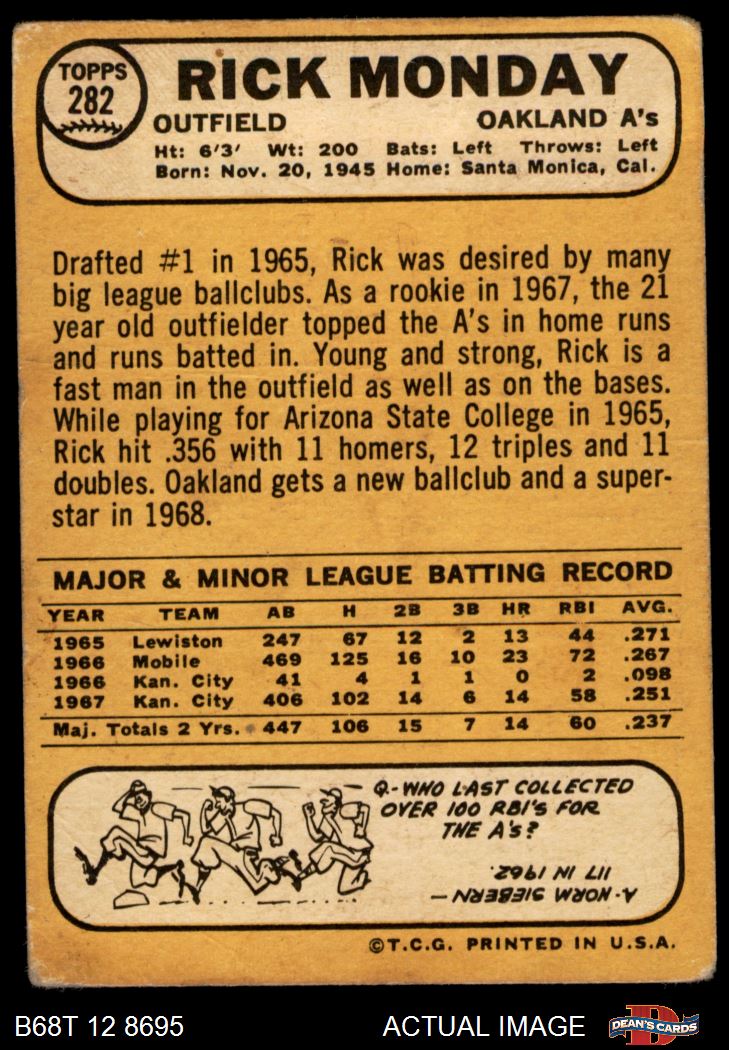 TOPPS
282
RICK MONDAY
OUTFIELD OAKLAND A's
Ht: 6'3' Wt: 200 Bats: Left Throws: Left
Born: Nov. 20, 1945 Home: Santa Monica, Cal.
Drafted #1 in 1965, Rick was desired by many
big league ballclubs. As a rookie in 1967, the 21
year old outfielder topped the A's in home runs
and runs batted in. Young and strong, Rick is a
fast man in the outfield as well as on the bases.
While playing for Arizona State College in 1965,
Rick hit .356 with 11 homers, 12 triples and 11
doubles. Oakland gets a new ballclub and a super-
star in 1968.
MAJOR & MINOR LEAGUE BATTING RECORD
YEAR TEAM AB H 2B 3B HR RBI AVG.
1965 Lewiston 247 67 12 2 13 44 .271
1966 Mobile 469 125 16 10 23 72 .267
1966 Kan. City 41 4 1 1 0 2 .098
1967 Kan. City 406 102 14 6 14 58 .251
Maj. Totals 2 Yrs. 447 106 15 7 14 60 .237
Q-WHO LAST COLLECTED
OVER 100 RBI'S FOR
THE A's?
A-NORM SIEBERN—
117 IN 1962.
©T.C.G. PRINTED IN U.S.A.
B68T 12 8695 ACTUAL IMAGE DEAN'S CARDS